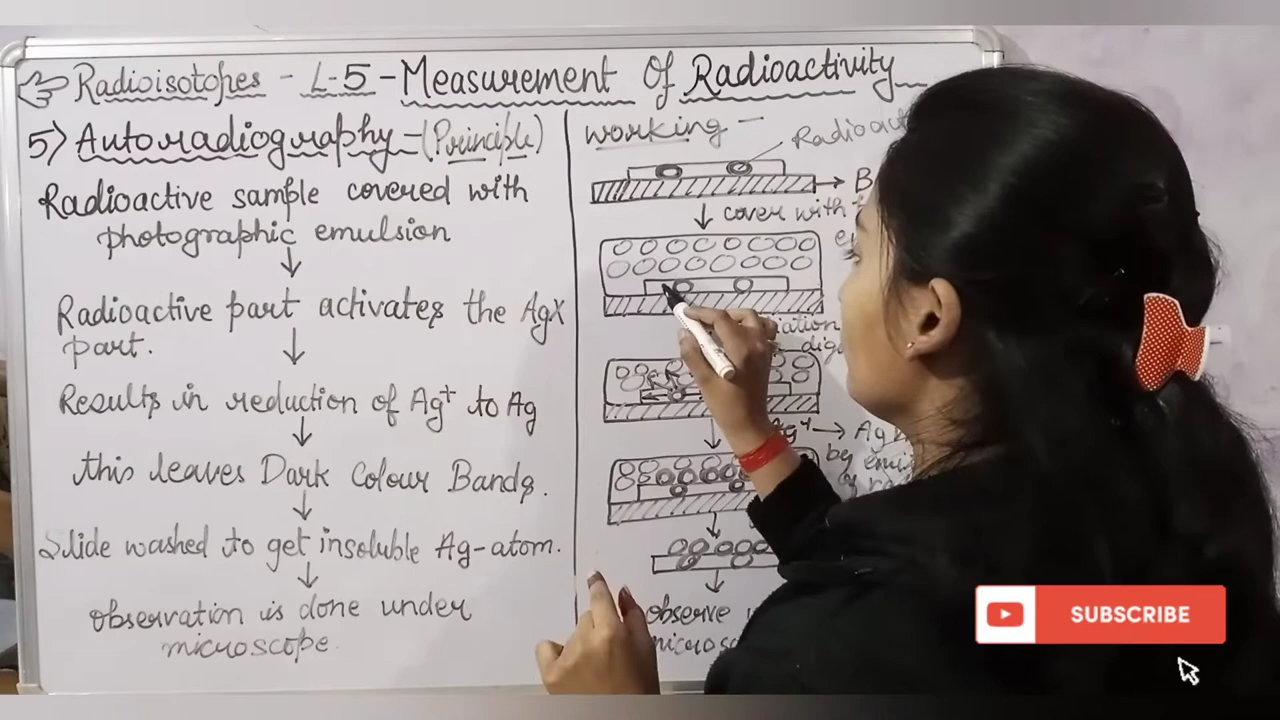 Radioisotopes - L-5 - Measurement Of Radioactivity
5) Autoradiography - (Principle)
Radioactive sample covered with
photographic emulsion
Radioactive part activates the AgX
part.
Results in reduction of Ag+ to Ag
this leaves Dark Colour Bands.
Slide washed to get insoluble Ag-atom.
observation is done under
microscope.
working -
cover with
Ag+ → Ag
by
observe
SUBSCRIBE